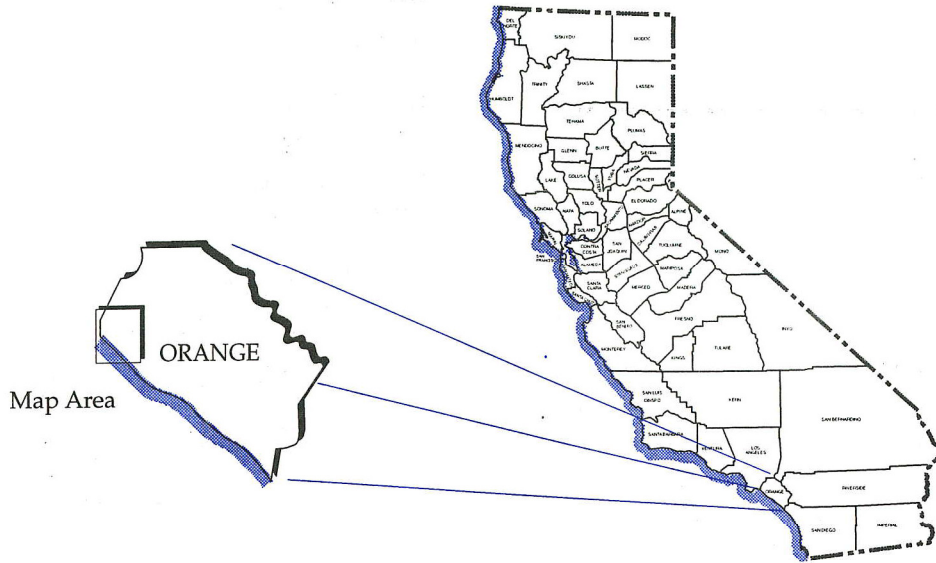 DEL
NORTE
SISKIYOU
MODOC
HUMBOLDT
TRINITY
SHASTA
LASSEN
TEHAMA
PLUMAS
MENDOCINO
GLENN
BUTTE
SIERRA
LAKE
COLUSA
NEVADA
PLACER
SONOMA
NAPA
YOLO
EL DORADO
ALPINE
SOLANO
CONTRA
COSTA
SAN
JOAQUIN
TUOLUMNE
MONO
ALAMEDA
SANTA
CLARA
MERCED
MARIPOSA
MADERA
SAN
BENITO
FRESNO
INYO
MONTEREY
KINGS
TULARE
SAN LUIS
OBISPO
KERN
SAN BERNARDINO
SANTA BARBARA
VENTURA
LOS
ANGELES
ORANGE
RIVERSIDE
SAN DIEGO
IMPERIAL
ORANGE
Map Area